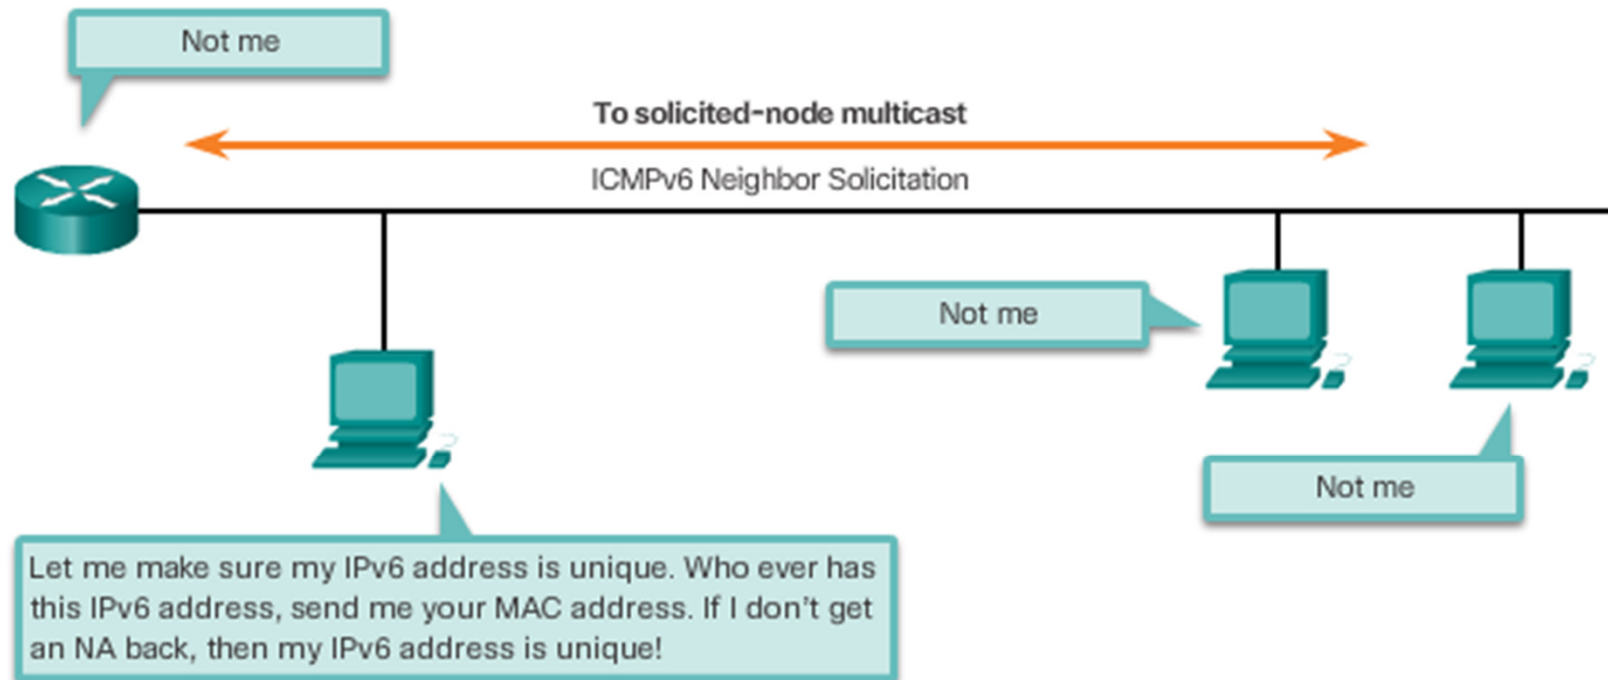 Not me
To solicited-node multicast
ICMPv6 Neighbor Solicitation
Not me
Not me
Let me make sure my IPv6 address is unique. Who ever has
this IPv6 address, send me your MAC address. If I don't get
an NA back, then my IPv6 address is unique!